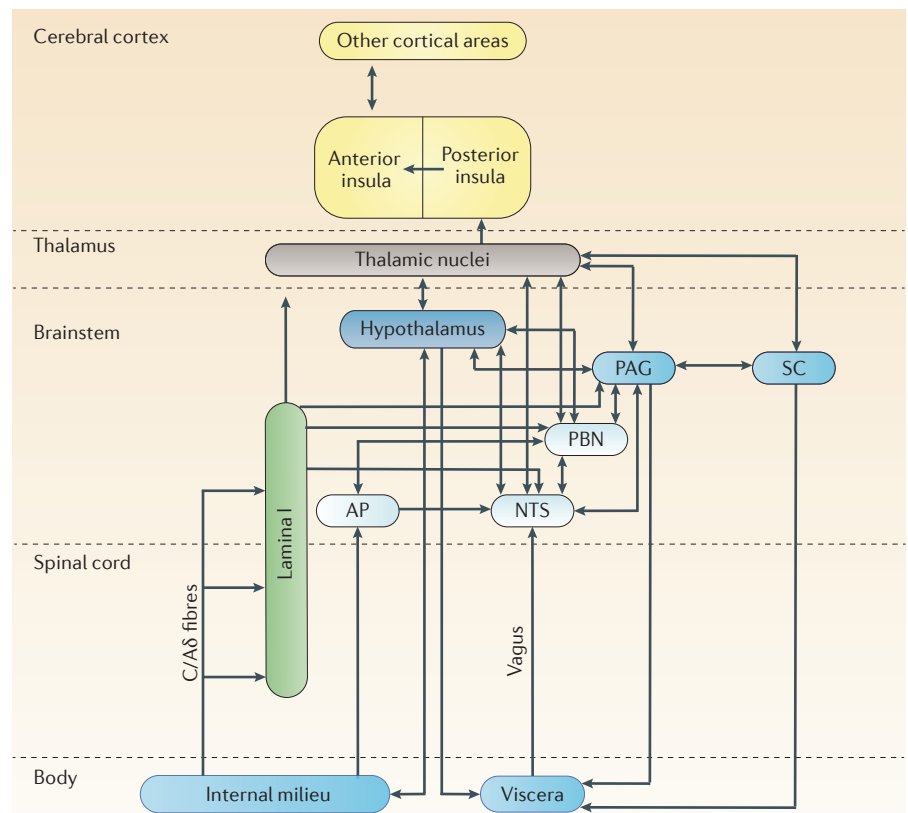 Cerebral cortex
Other cortical areas
Anterior
insula
Posterior
insula
Thalamus
Thalamic nuclei
Brainstem
Hypothalamus
PAG
SC
PBN
AP
NTS
Lamina I
Spinal cord
C/Aδ fibres
Vagus
Body
Internal milieu
Viscera